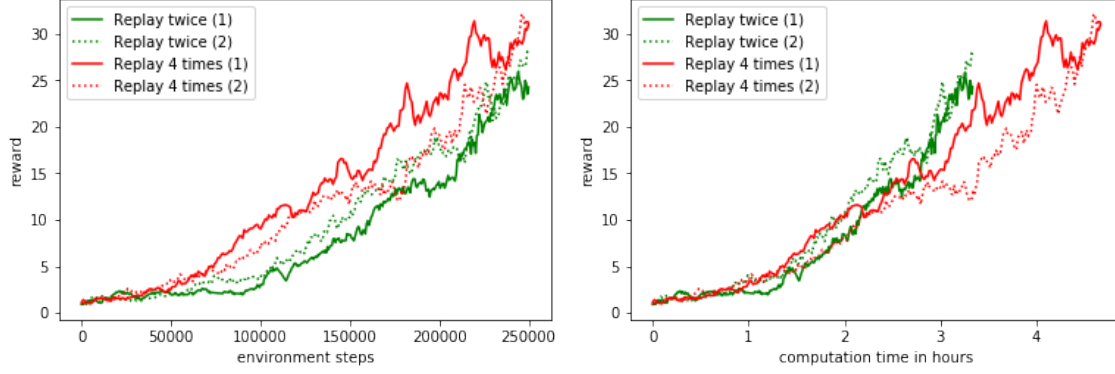 Replay twice (1)
Replay twice (2)
Replay 4 times (1)
Replay 4 times (2)
reward
30
25
20
15
10
5
0
0 50000 100000 150000 200000 250000
environment steps
Replay twice (1)
Replay twice (2)
Replay 4 times (1)
Replay 4 times (2)
reward
30
25
20
15
10
5
0
0 1 2 3 4
computation time in hours